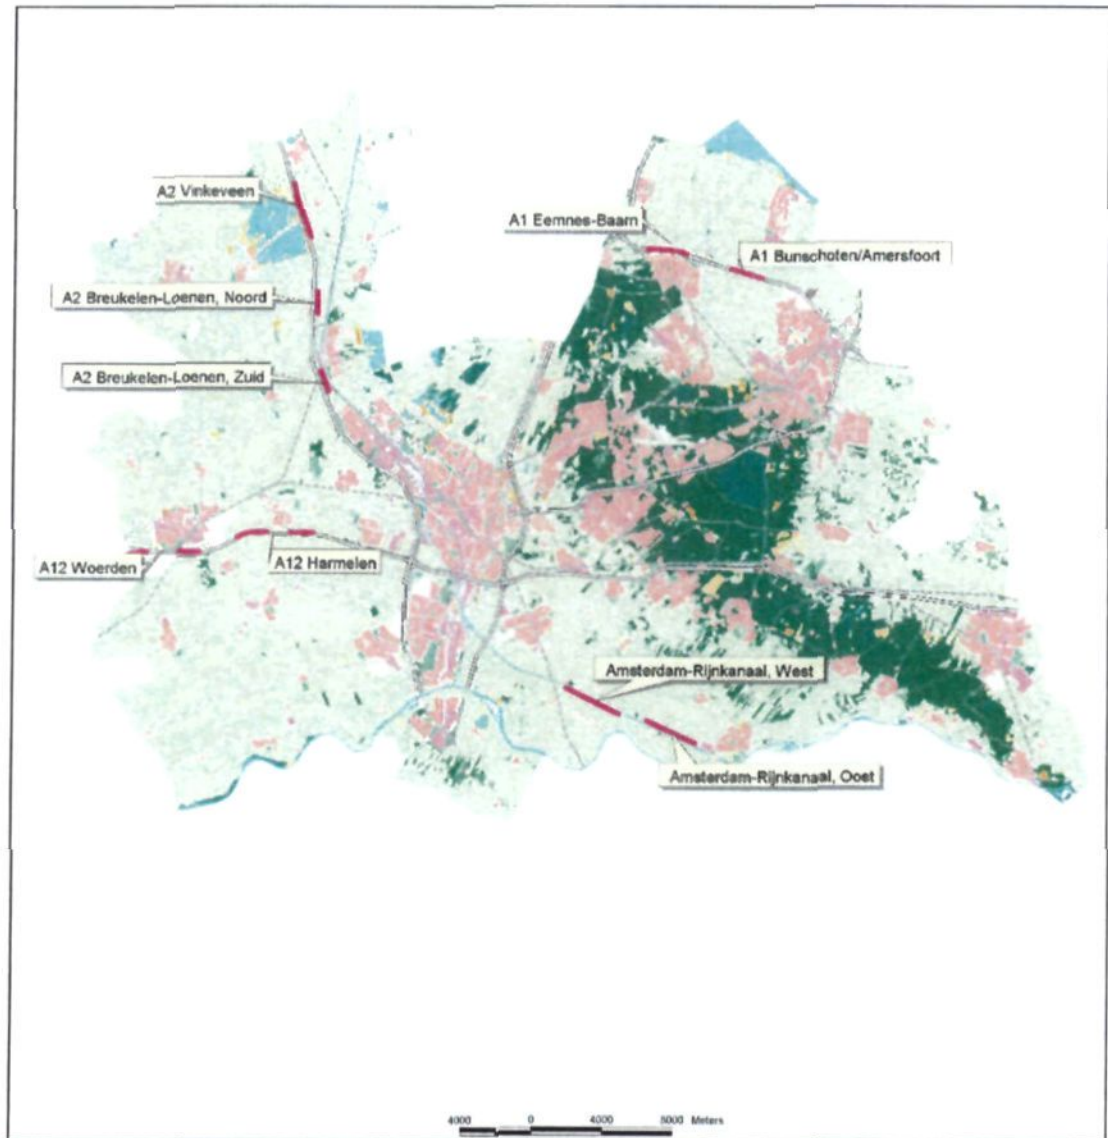 A2 Vinkeveen
A1 Eemnes-Baarn
A1 Bunschoten/Amersfoort
A2 Breukelen-Loenen, Noord
A2 Breukelen-Loenen, Zuid
A12 Woerden
A12 Harmelen
Amsterdam-Rijnkanaal, West
Amsterdam-Rijnkanaal, Oost
4000 0 4000 8000 Meters